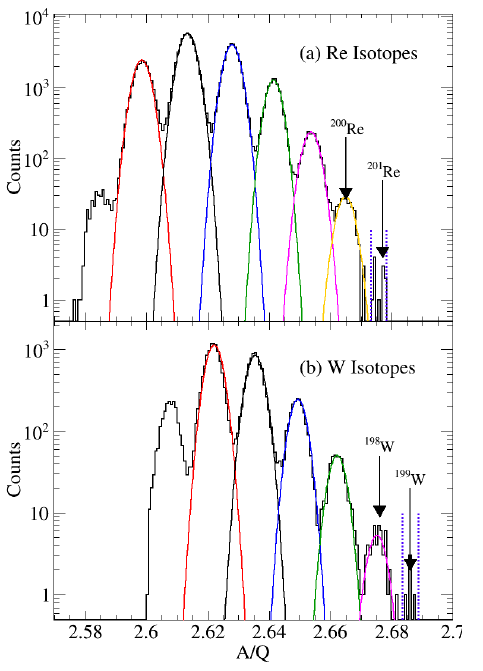 10⁴
(a) Re Isotopes
10³
²⁰⁰Re
10²
²⁰¹Re
Counts
10
1
10³
(b) W Isotopes
10²
¹⁹⁸W
¹⁹⁹W
Counts
10
1
2.58 2.6 2.62 2.64 2.66 2.68 2.7
A/Q